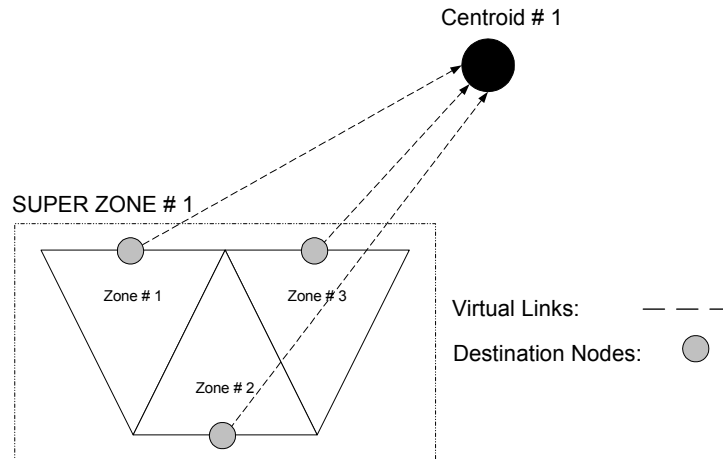 Centroid # 1
SUPER ZONE # 1
Zone # 1
Zone # 3
Zone # 2
Virtual Links:
Destination Nodes: